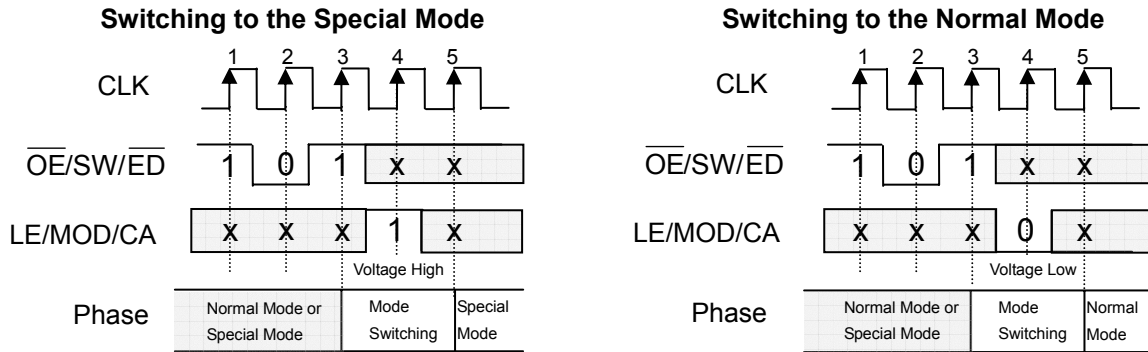 Switching to the Special Mode
1 2 3 4 5
CLK
OE/SW/ED
1 0 1 x x
LE/MOD/CA
x x x 1 x
Voltage High
Phase
Normal Mode or
Special Mode
Mode
Switching
Special
Mode
Switching to the Normal Mode
1 2 3 4 5
CLK
OE/SW/ED
1 0 1 x x
LE/MOD/CA
x x x 0 x
Voltage Low
Phase
Normal Mode or
Special Mode
Mode
Switching
Normal
Mode